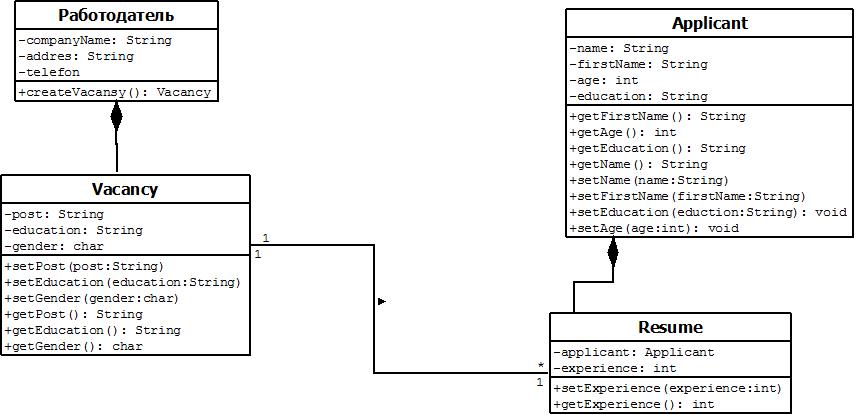 Работодатель
-companyName: String
-addres: String
-telefon
+createVacansy(): Vacancy
Applicant
-name: String
-firstName: String
-age: int
-education: String
+getFirstName(): String
+getAge(): int
+getEducation(): String
+getName(): String
+setName(name:String)
+setFirstName(firstName:String)
+setEducation(eduction:String): void
+setAge(age:int): void
Vacancy
-post: String
-education: String
-gender: char
+setPost(post:String)
+setEducation(education:String)
+setGender(gender:char)
+getPost(): String
+getEducation(): String
+getGender(): char
1
1
*
1
Resume
-applicant: Applicant
-experience: int
+setExperience(experience:int)
+getExperience(): int